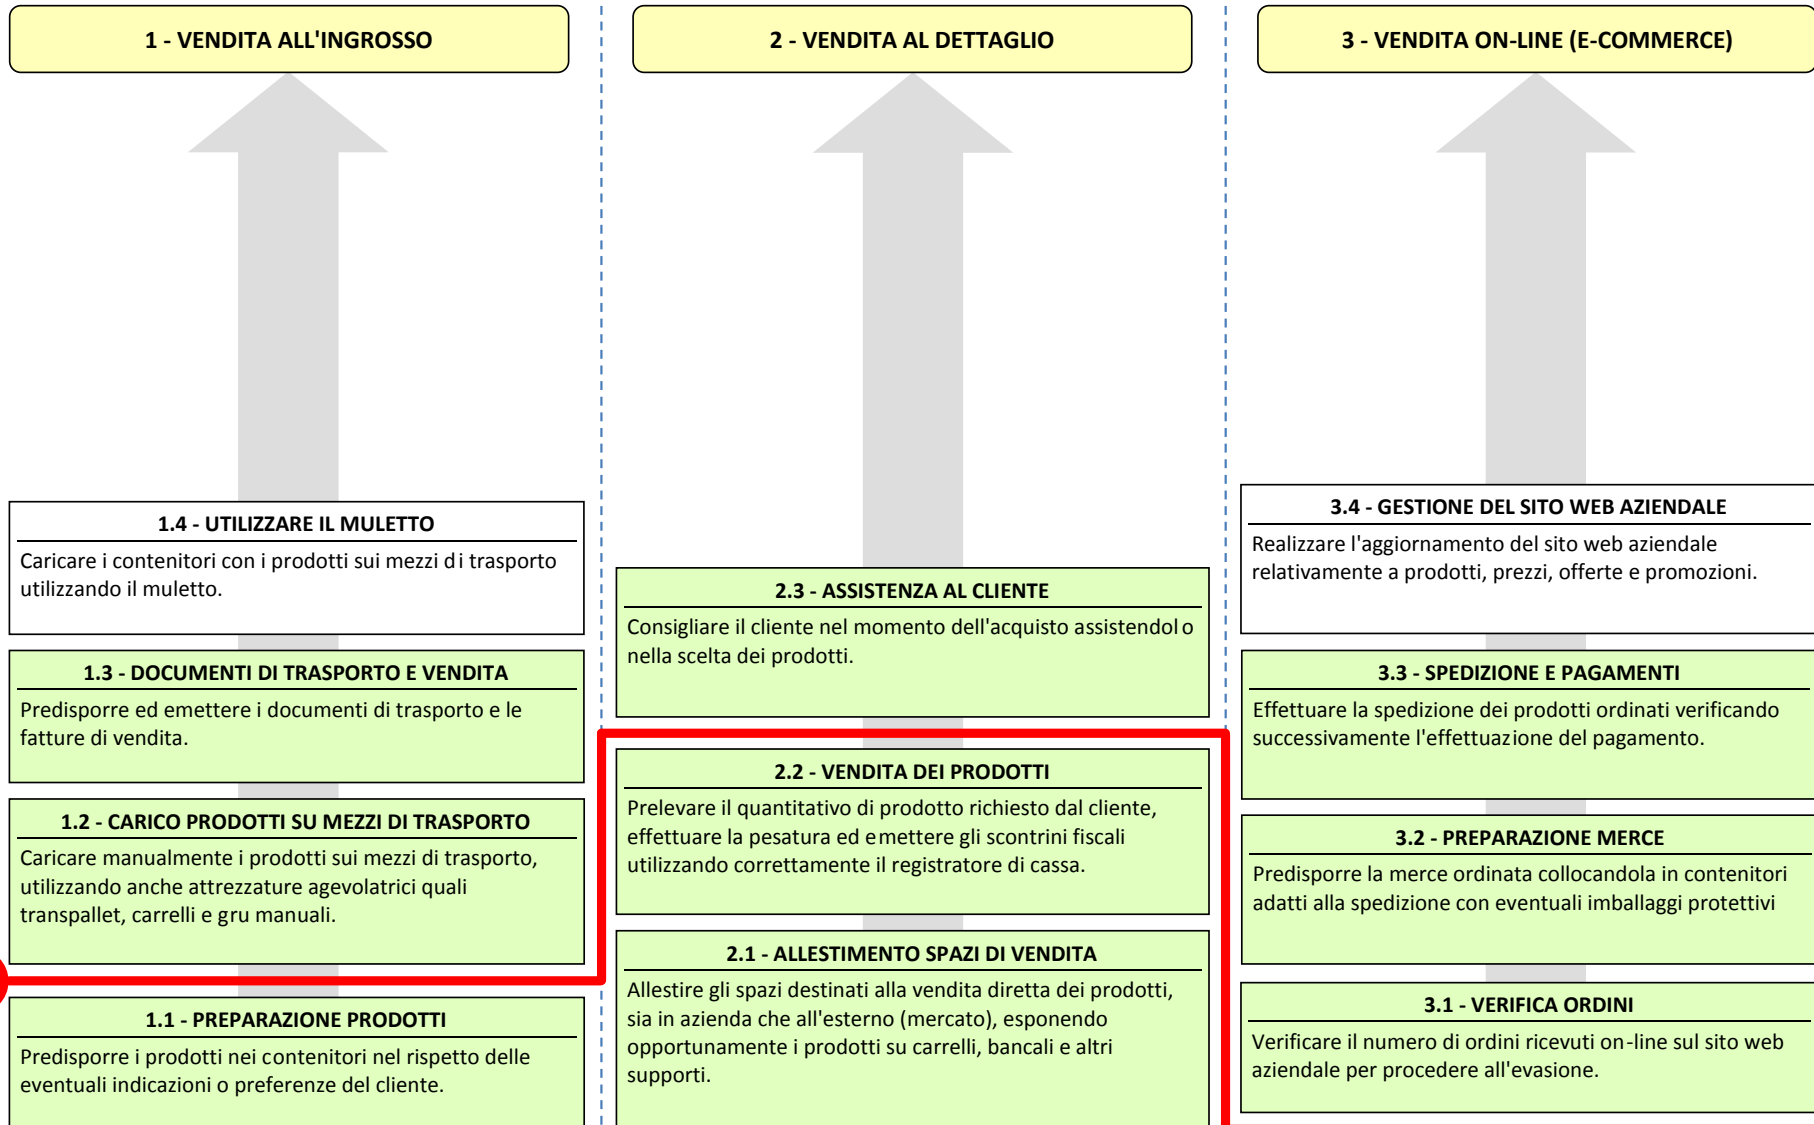 1 - VENDITA ALL'INGROSSO
1.4 - UTILIZZARE IL MULETTO
Caricare i contenitori con i prodotti sui mezzi di trasporto
utilizzando il muletto.
1.3 - DOCUMENTI DI TRASPORTO E VENDITA
Predisporre ed emettere i documenti di trasporto e le
fatture di vendita.
1.2 - CARICO PRODOTTI SU MEZZI DI TRASPORTO
Caricare manualmente i prodotti sui mezzi di trasporto,
utilizzando anche attrezzature agevolatrici quali
transpallet, carrelli e gru manuali.
1.1 - PREPARAZIONE PRODOTTI
Predisporre i prodotti nei contenitori nel rispetto delle
eventuali indicazioni o preferenze del cliente.
2 - VENDITA AL DETTAGLIO
2.3 - ASSISTENZA AL CLIENTE
Consigliare il cliente nel momento dell'acquisto assistendolo
nella scelta dei prodotti.
2.2 - VENDITA DEI PRODOTTI
Prelevare il quantitativo di prodotto richiesto dal cliente,
effettuare la pesatura ed emettere gli scontrini fiscali
utilizzando correttamente il registratore di cassa.
2.1 - ALLESTIMENTO SPAZI DI VENDITA
Allestire gli spazi destinati alla vendita diretta dei prodotti,
sia in azienda che all'esterno (mercato), esponendo
opportunamente i prodotti su carrelli, bancali e altri
supporti.
3 - VENDITA ON-LINE (E-COMMERCE)
3.4 - GESTIONE DEL SITO WEB AZIENDALE
Realizzare l'aggiornamento del sito web aziendale
relativamente a prodotti, prezzi, offerte e promozioni.
3.3 - SPEDIZIONE E PAGAMENTI
Effettuare la spedizione dei prodotti ordinati verificando
successivamente l'effettuazione del pagamento.
3.2 - PREPARAZIONE MERCE
Predisporre la merce ordinata collocandola in contenitori
adatti alla spedizione con eventuali imballaggi protettivi
3.1 - VERIFICA ORDINI
Verificare il numero di ordini ricevuti on-line sul sito web
aziendale per procedere all'evasione.